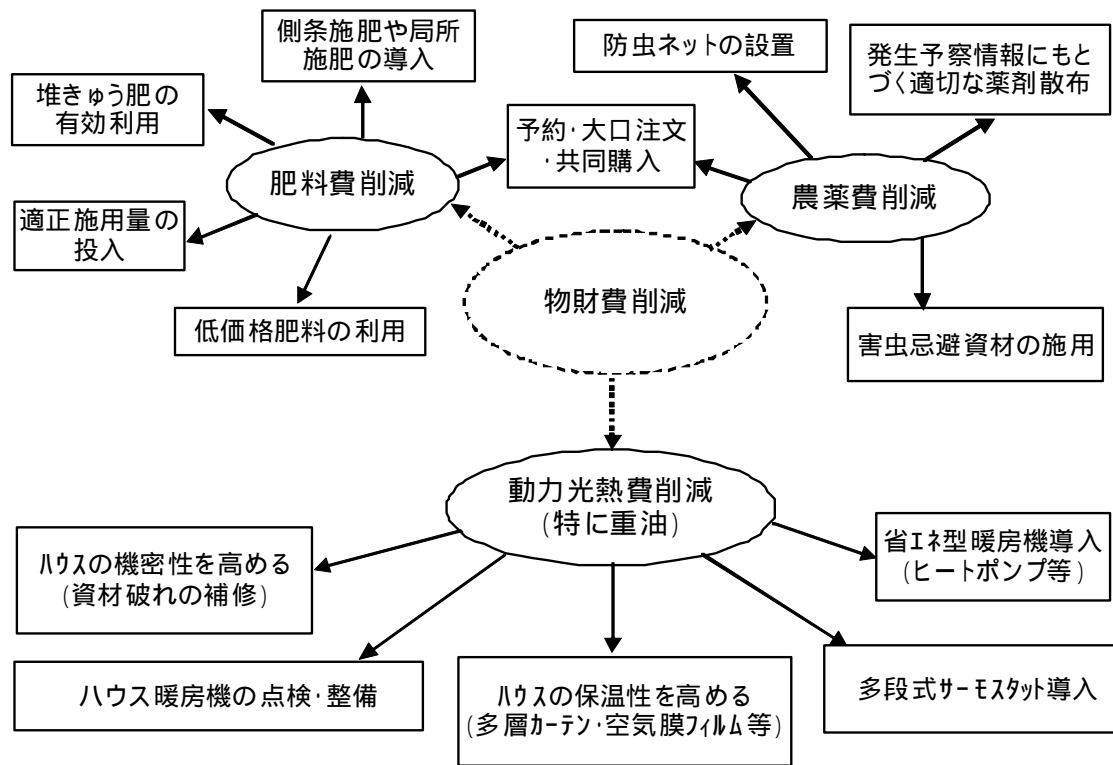 側条施肥や局所
施肥の導入
防虫ネットの設置
発生予察情報にもと
づく適切な薬剤散布
堆きゅう肥の
有効利用
予約・大口注文
・共同購入
肥料費削減
農薬費削減
適正施用量の
投入
物財費削減
低価格肥料の利用
害虫忌避資材の施用
動力光熱費削減
(特に重油)
ﾊｳｽの機密性を高める
(資材破れの補修)
省ｴﾈ型暖房機導入
(ヒートポンプ等)
ハウス暖房機の点検・整備
ﾊｳｽの保温性を高める
(多層ｶｰﾃﾝ・空気膜ﾌｨﾙﾑ等)
多段式ｻｰﾓｽﾀｯﾄ導入